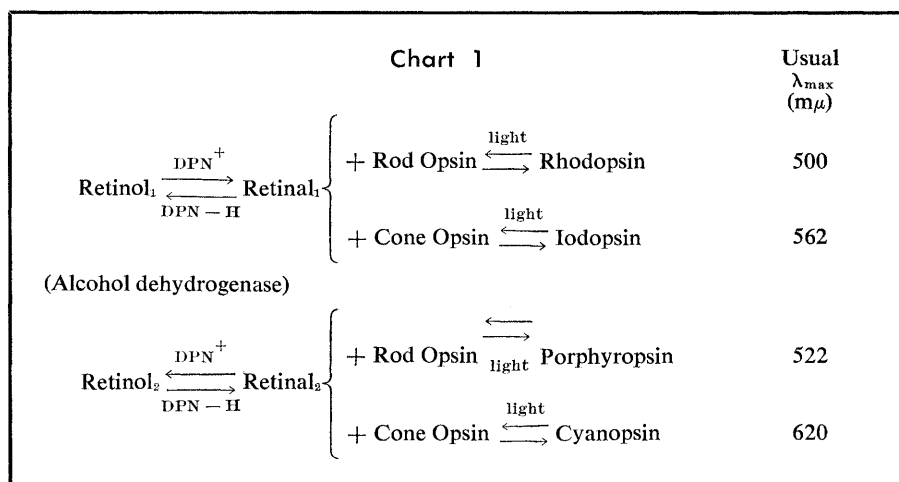 Chart 1
Usual
λmax
(mμ)
Retinol₁ DPN⁺ ⇄ DPN – H Retinal₁
+ Rod Opsin light ⇄ Rhodopsin 500
+ Cone Opsin light ⇄ Iodopsin 562
(Alcohol dehydrogenase)
Retinol₂ DPN⁺ ⇄ DPN – H Retinal₂
+ Rod Opsin ⇄ light Porphyropsin 522
+ Cone Opsin light ⇄ Cyanopsin 620